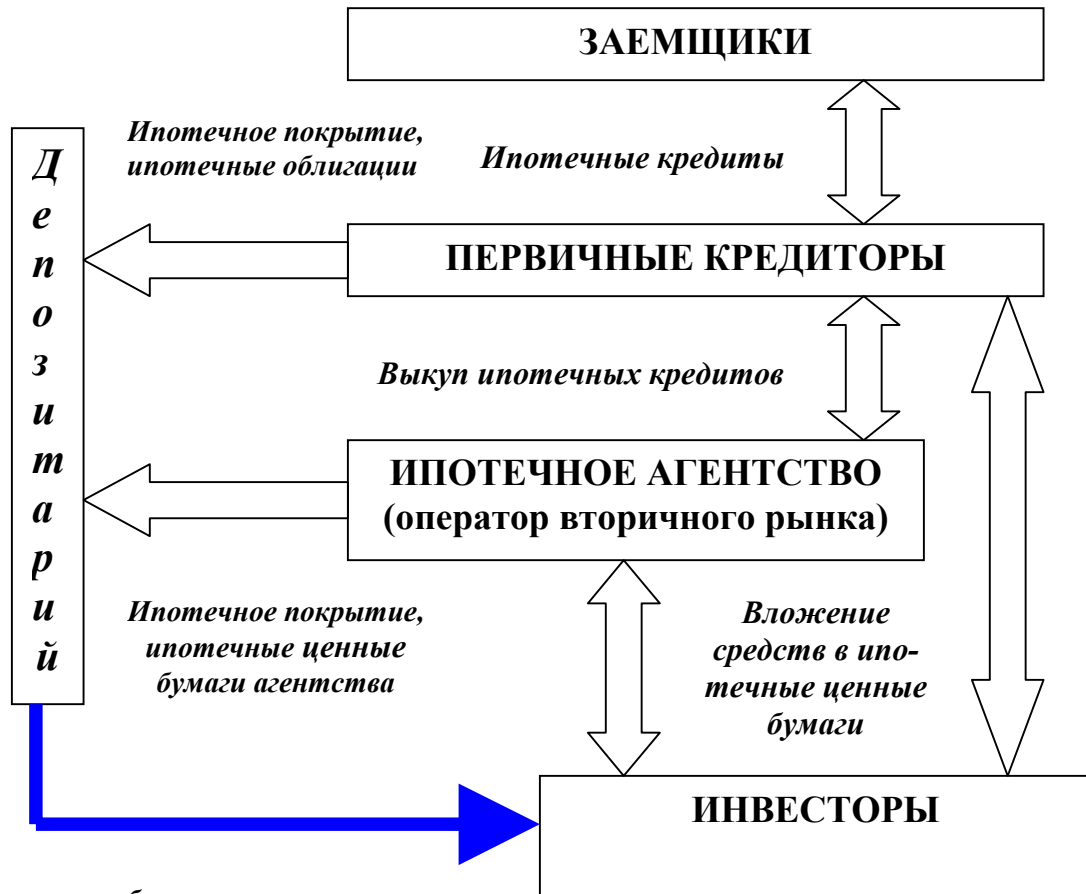 ЗАЕМЩИКИ
Ипотечное покрытие,
ипотечные облигации
Ипотечные кредиты
Депозитарий
ПЕРВИЧНЫЕ КРЕДИТОРЫ
Выкуп ипотечных кредитов
ИПОТЕЧНОЕ АГЕНТСТВО
(оператор вторичного рынка)
Ипотечное покрытие,
ипотечные ценные
бумаги агентства
Вложение
средств в ипо-
течные ценные
бумаги
ИНВЕСТОРЫ